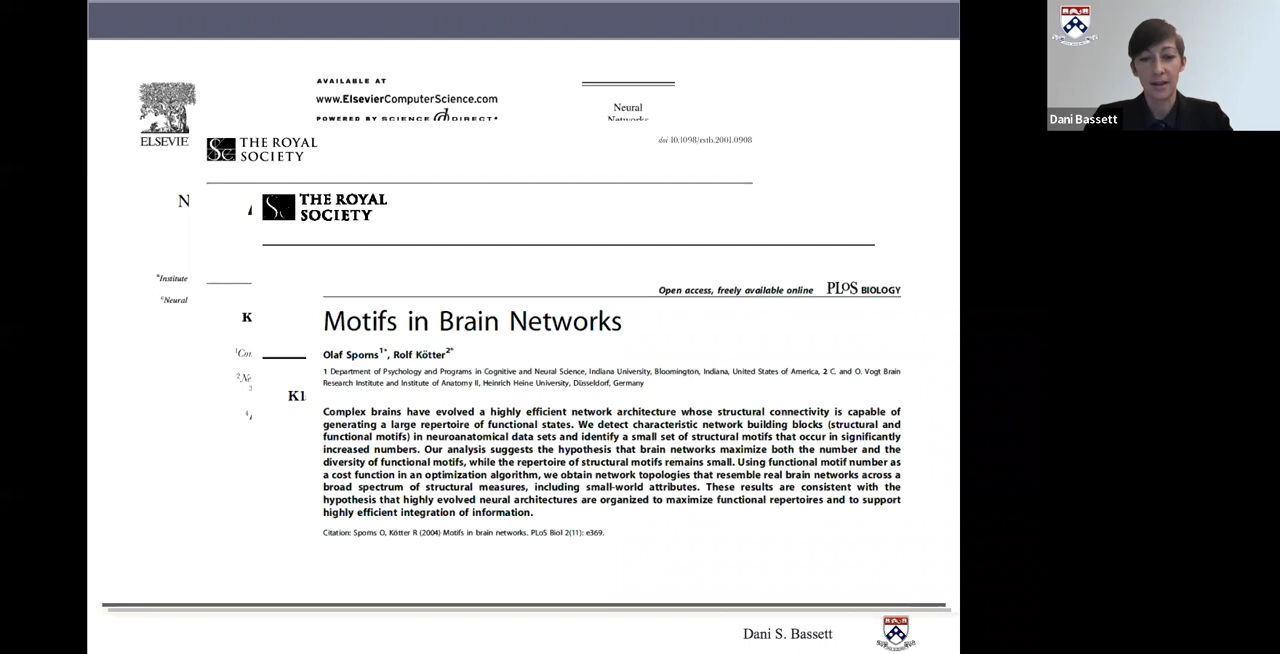 AVAILABLE AT
www.ElsevierComputerScience.com
POWERED BY SCIENCE @DIRECT·
Neural
Networks
ELSEVIE
THE ROYAL
SOCIETY
doi 10.1098/rstb.2001.0908
N
THE ROYAL
SOCIETY
aInstitute
cNeural
K
1Con
2Ne
Kl
Open access, freely available online PLoS BIOLOGY
Motifs in Brain Networks
Olaf Sporns1*, Rolf Kötter2*
1 Department of Psychology and Programs in Cognitive and Neural Science, Indiana University, Bloomington, Indiana, United States of America, 2 C. and O. Vogt Brain
Research Institute and Institute of Anatomy II, Heinrich Heine University, Düsseldorf, Germany
Complex brains have evolved a highly efficient network architecture whose structural connectivity is capable of
generating a large repertoire of functional states. We detect characteristic network building blocks (structural and
functional motifs) in neuroanatomical data sets and identify a small set of structural motifs that occur in significantly
increased numbers. Our analysis suggests the hypothesis that brain networks maximize both the number and the
diversity of functional motifs, while the repertoire of structural motifs remains small. Using functional motif number as
a cost function in an optimization algorithm, we obtain network topologies that resemble real brain networks across a
broad spectrum of structural measures, including small-world attributes. These results are consistent with the
hypothesis that highly evolved neural architectures are organized to maximize functional repertoires and to support
highly efficient integration of information.
Citation: Sporns O, Kötter R (2004) Motifs in brain networks. PLoS Biol 2(11): e369.
Dani S. Bassett
Dani Bassett